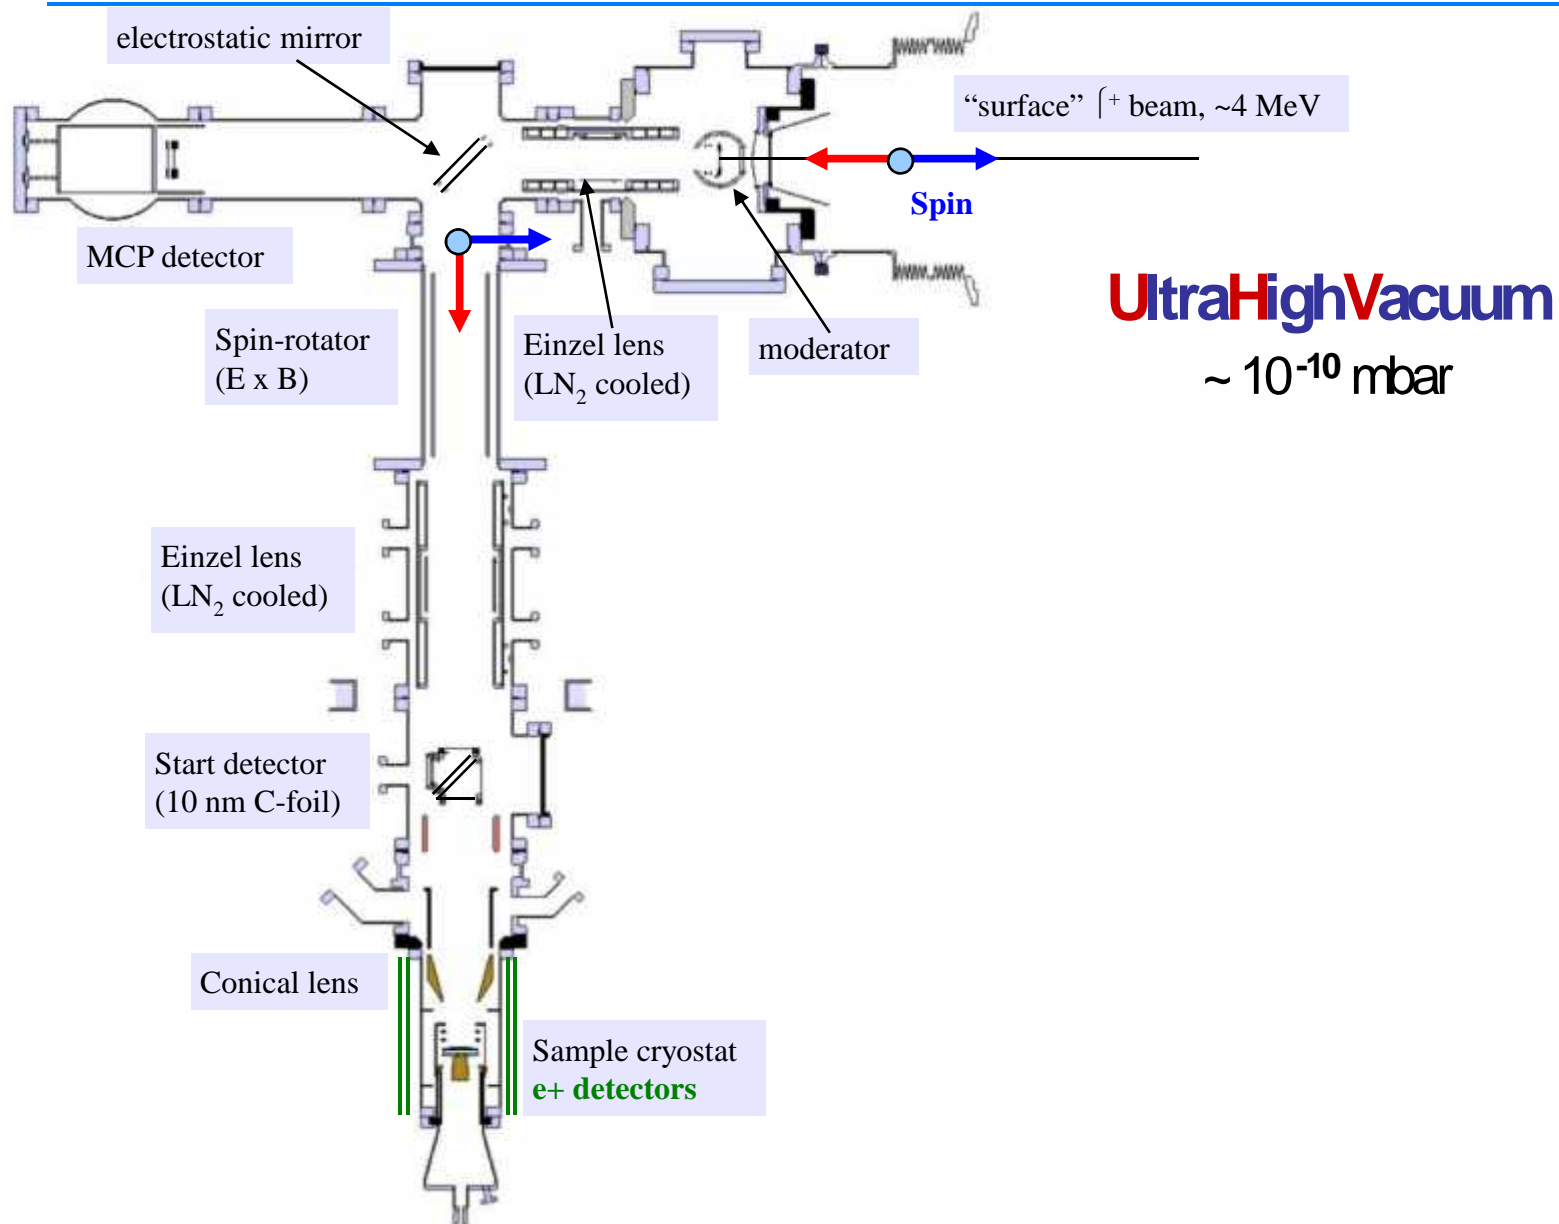 electrostatic mirror
“surface” ⌠⁺ beam, ~4 MeV
Spin
MCP detector
Spin-rotator
(E x B)
Einzel lens
(LN₂ cooled)
moderator
UltraHighVacuum
~ 10⁻¹⁰ mbar
Einzel lens
(LN₂ cooled)
Start detector
(10 nm C-foil)
Conical lens
Sample cryostat
e+ detectors